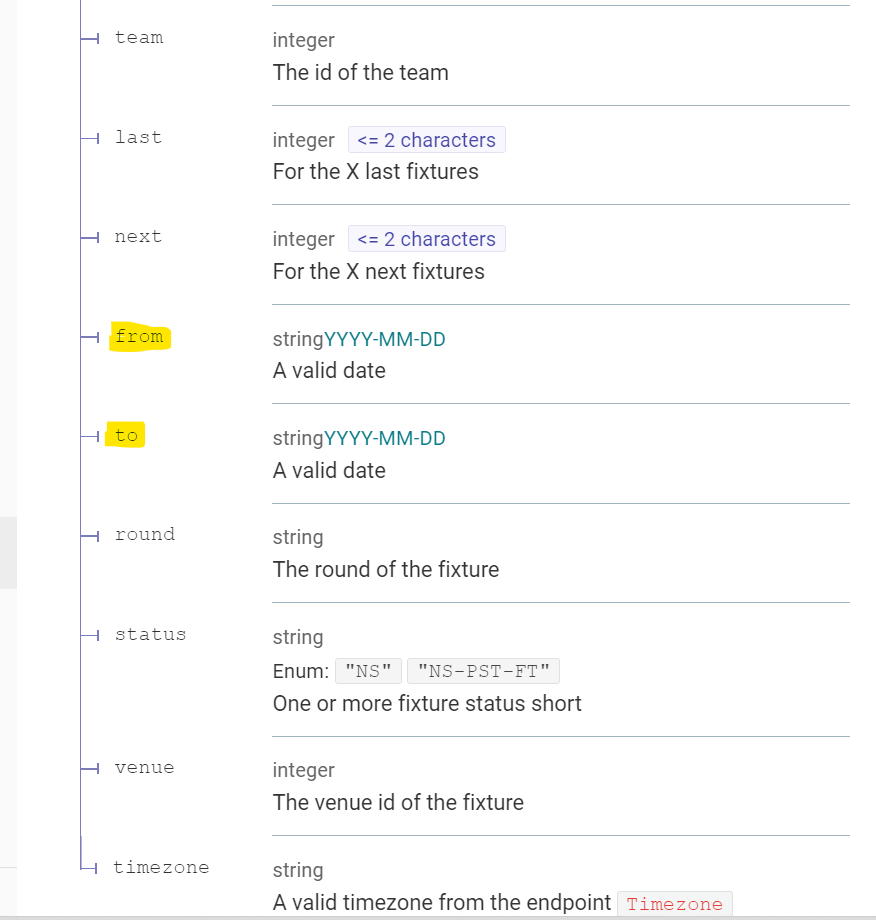 team
integer
The id of the team
last
integer <= 2 characters
For the X last fixtures
next
integer <= 2 characters
For the X next fixtures
from
stringYYYY-MM-DD
A valid date
to
stringYYYY-MM-DD
A valid date
round
string
The round of the fixture
status
string
Enum: "NS" "NS-PST-FT"
One or more fixture status short
venue
integer
The venue id of the fixture
timezone
string
A valid timezone from the endpoint Timezone